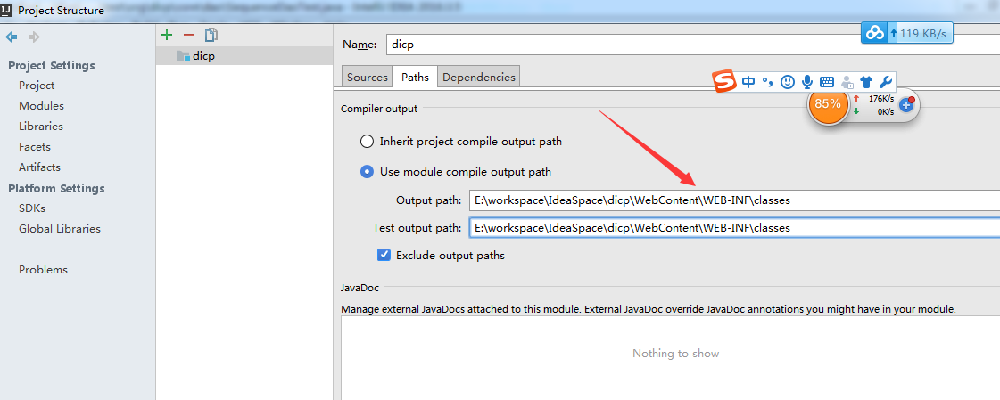 Project Structure
Project Settings
Project
Modules
Libraries
Facets
Artifacts
Platform Settings
SDKs
Global Libraries
Problems
dicp
Name: dicp
Sources Paths Dependencies
Compiler output
Inherit project compile output path
Use module compile output path
Output path: E:\workspace\IdeaSpace\dicp\WebContent\WEB-INF\classes
Test output path: E:\workspace\IdeaSpace\dicp\WebContent\WEB-INF\classes
Exclude output paths
JavaDoc
Manage external JavaDocs attached to this module. External JavaDoc override JavaDoc annotations you might have in your module.
Nothing to show
119 KB/s
S 中
85% 176K/s
0K/s